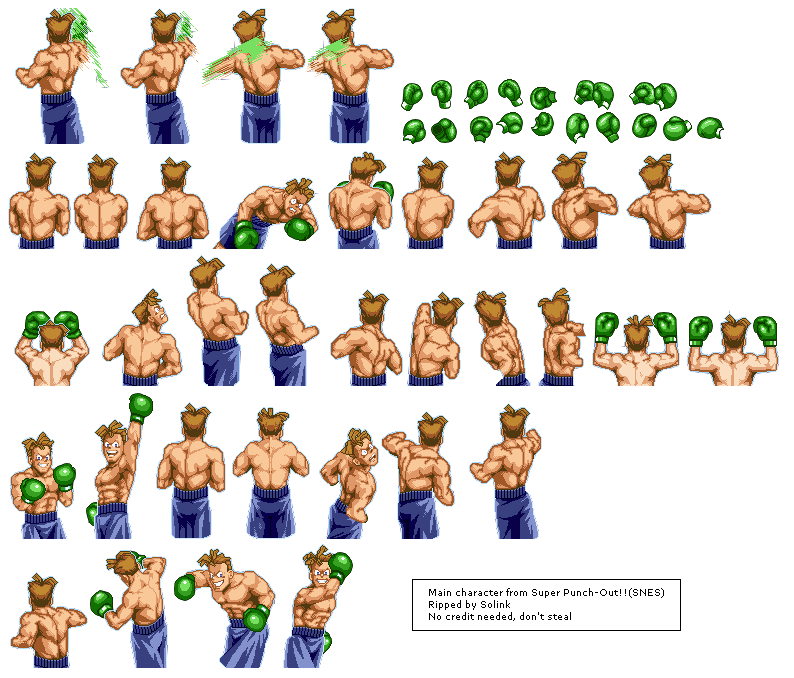 Main character from Super Punch-Out!!(SNES)
Ripped by Solink
No credit needed, don't steal